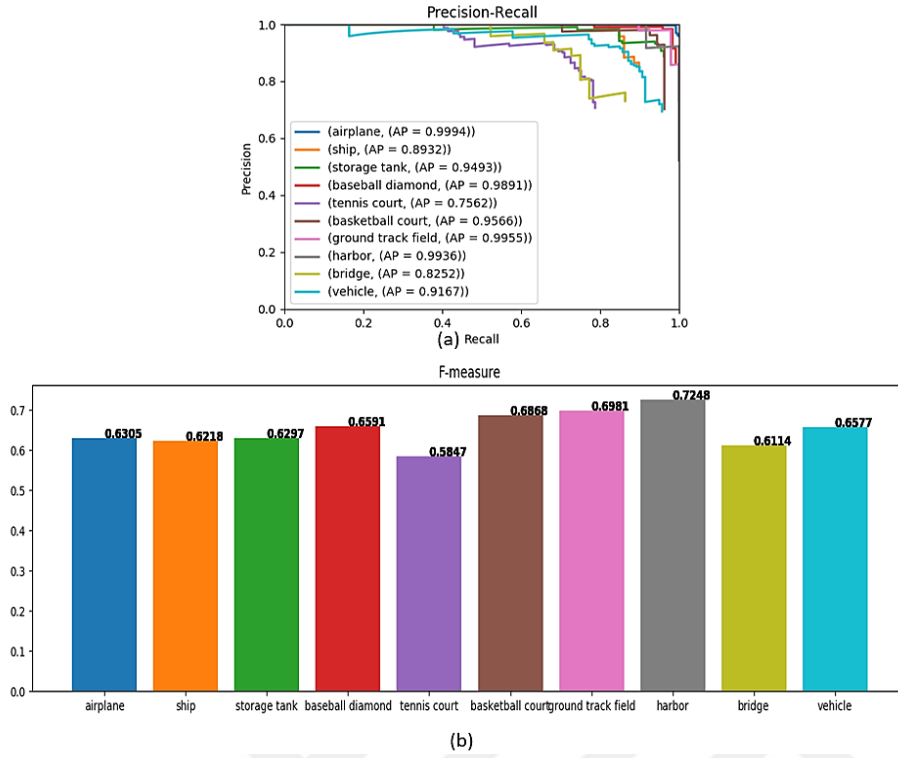 Precision-Recall
1.0
0.8
0.6
0.4
0.2
0.0
Precision
(airplane, (AP = 0.9994))
(ship, (AP = 0.8932))
(storage tank, (AP = 0.9493))
(baseball diamond, (AP = 0.9891))
(tennis court, (AP = 0.7562))
(basketball court, (AP = 0.9566))
(ground track field, (AP = 0.9955))
(harbor, (AP = 0.9936))
(bridge, (AP = 0.8252))
(vehicle, (AP = 0.9167))
0.0 0.2 0.4 0.6 0.8 1.0
(a) Recall
F-measure
0.7
0.6
0.5
0.4
0.3
0.2
0.1
0.0
0.6305 0.6218 0.6297 0.6591 0.5847 0.6868 0.6981 0.7248 0.6114 0.6577
airplane ship storage tank baseball diamond tennis court basketball court ground track field harbor bridge vehicle
(b)